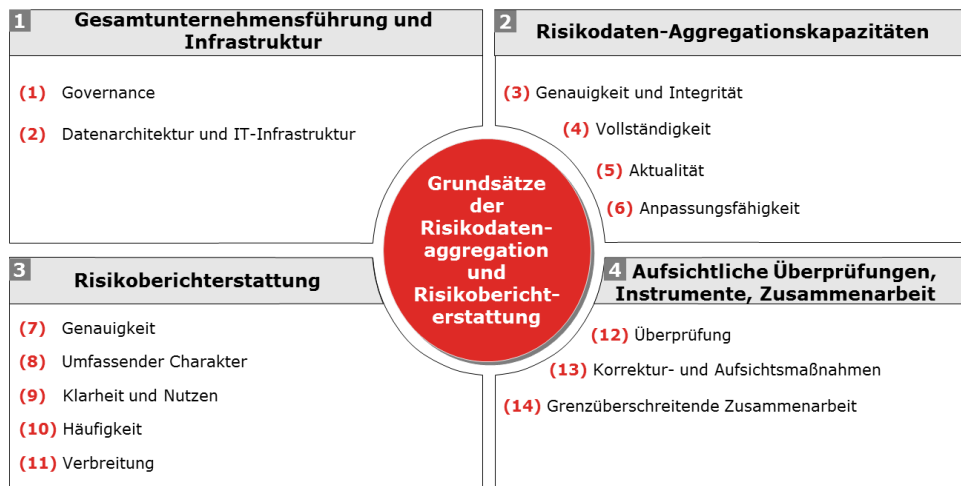 1
Gesamtunternehmensführung und
Infrastruktur
(1) Governance
(2) Datenarchitektur und IT-Infrastruktur
2
Risikodaten-Aggregationskapazitäten
(3) Genauigkeit und Integrität
(4) Vollständigkeit
(5) Aktualität
(6) Anpassungsfähigkeit
Grundsätze
der
Risikodaten-
aggregation
und
Risikobericht-
erstattung
3
Risikoberichterstattung
(7) Genauigkeit
(8) Umfassender Charakter
(9) Klarheit und Nutzen
(10) Häufigkeit
(11) Verbreitung
4
Aufsichtliche Überprüfungen,
Instrumente, Zusammenarbeit
(12) Überprüfung
(13) Korrektur- und Aufsichtsmaßnahmen
(14) Grenzüberschreitende Zusammenarbeit